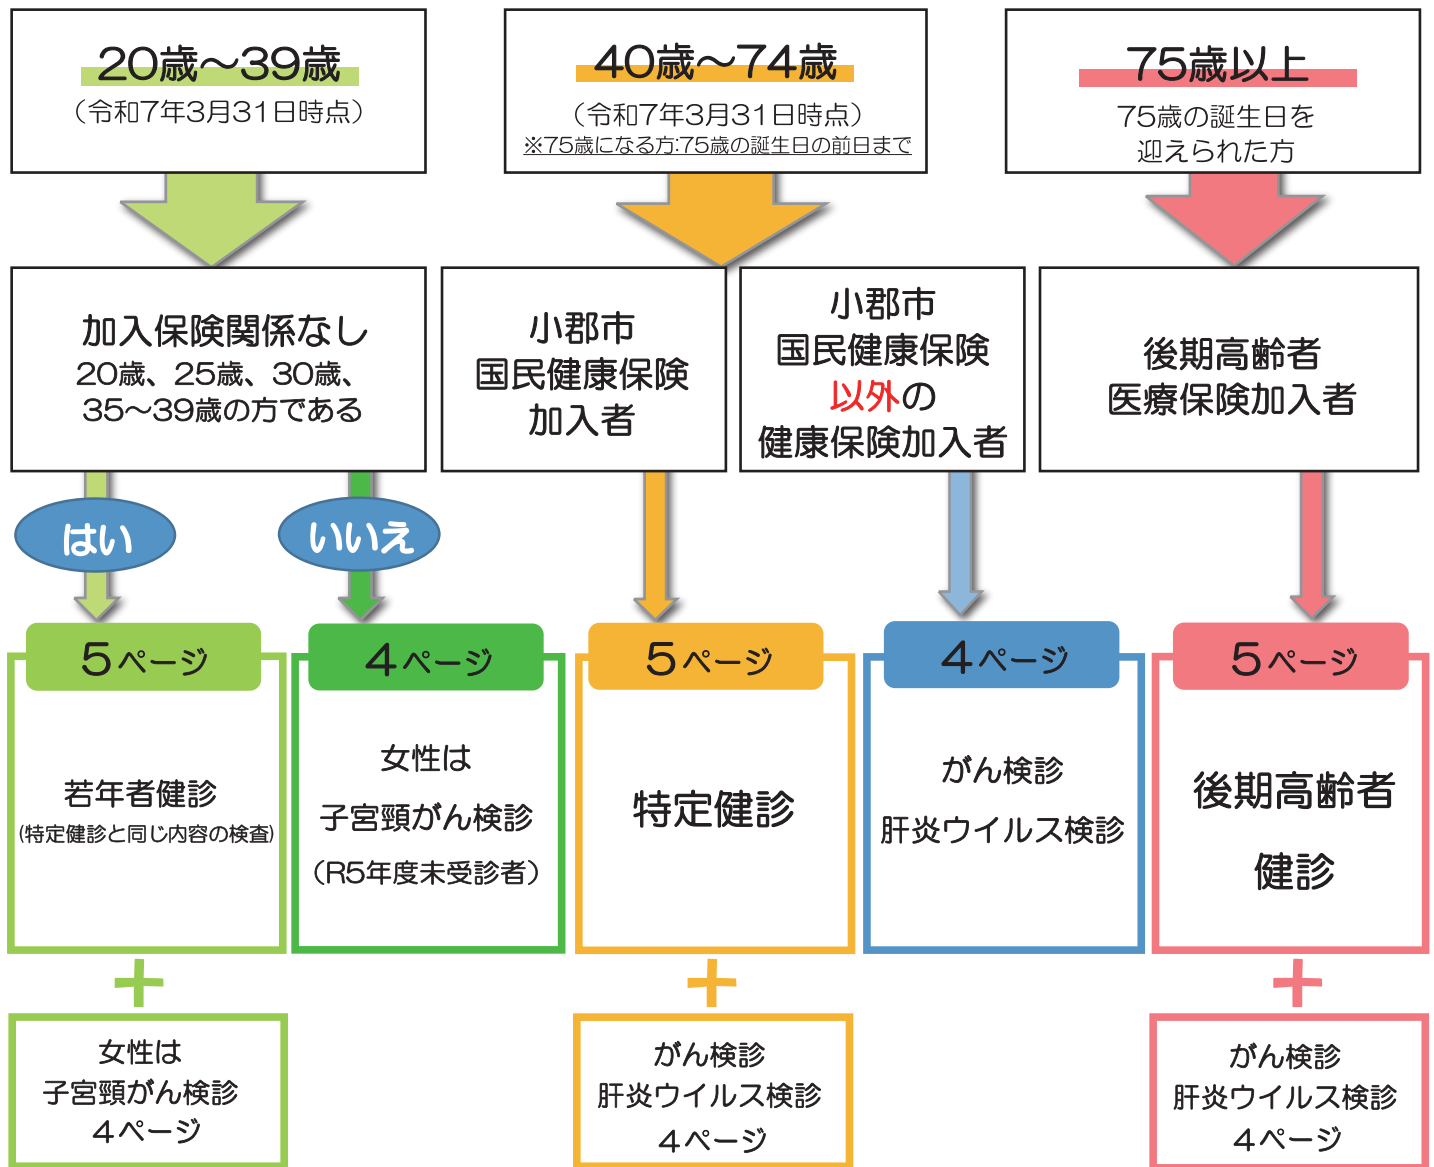 20歳〜39歳
（令和7年3月31日時点）
40歳〜74歳
（令和7年3月31日時点）
※75歳になる方:75歳の誕生日の前日まで
75歳以上
75歳の誕生日を
迎えられた方
加入保険関係なし
20歳、25歳、30歳、
35〜39歳の方である
小郡市
国民健康保険
加入者
小郡市
国民健康保険
以外の
健康保険加入者
後期高齢者
医療保険加入者
はい
いいえ
5ページ
若年者健診
(特定健診と同じ内容の検査)
4ページ
女性は
子宮頸がん検診
（R5年度未受診者）
5ページ
特定健診
4ページ
がん検診
肝炎ウイルス検診
5ページ
後期高齢者
健診
+
女性は
子宮頸がん検診
4ページ
+
がん検診
肝炎ウイルス検診
4ページ
+
がん検診
肝炎ウイルス検診
4ページ